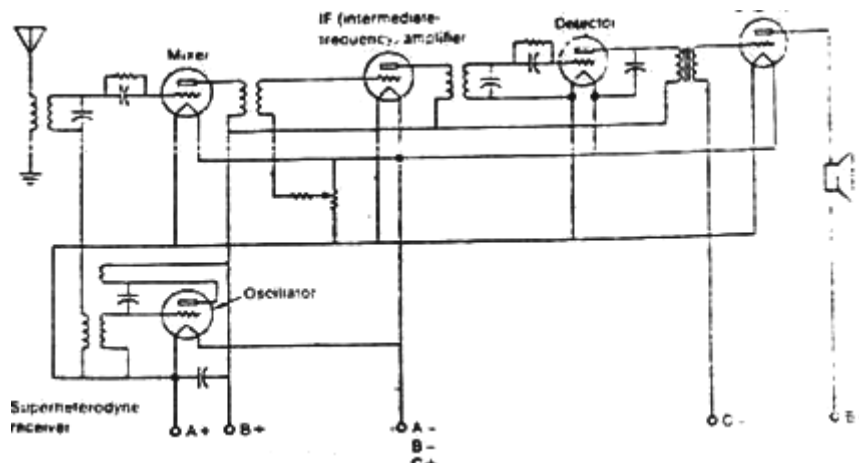 IF (intermediate-
frequency, amplifier
Detector
Mixer
Oscillator
Superheterodyne
receiver
A+
B+
A-
B-
C+
C-
B